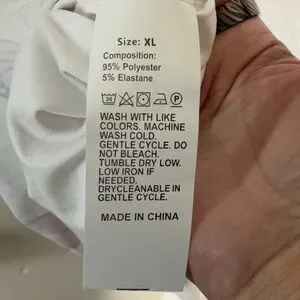 Size: XL
Composition:
95% Polyester
5% Elastane
30 P
WASH WITH LIKE
COLORS. MACHINE
WASH COLD.
GENTLE CYCLE. DO
NOT BLEACH.
TUMBLE DRY LOW.
LOW IRON IF
NEEDED.
DRYCLEANABLE IN
GENTLE CYCLE.
MADE IN CHINA